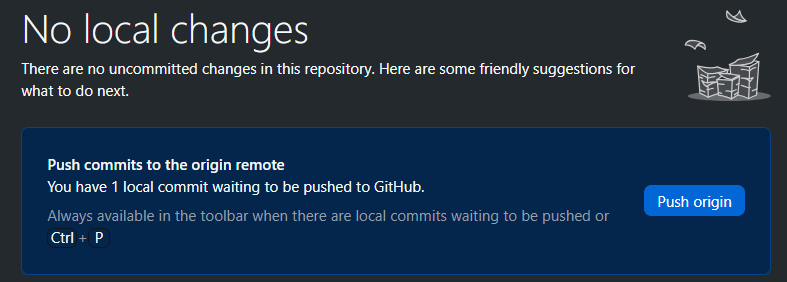 No local changes
There are no uncommitted changes in this repository. Here are some friendly suggestions for
what to do next.
Push commits to the origin remote
You have 1 local commit waiting to be pushed to GitHub.
Always available in the toolbar when there are local commits waiting to be pushed or
Ctrl + P
Push origin